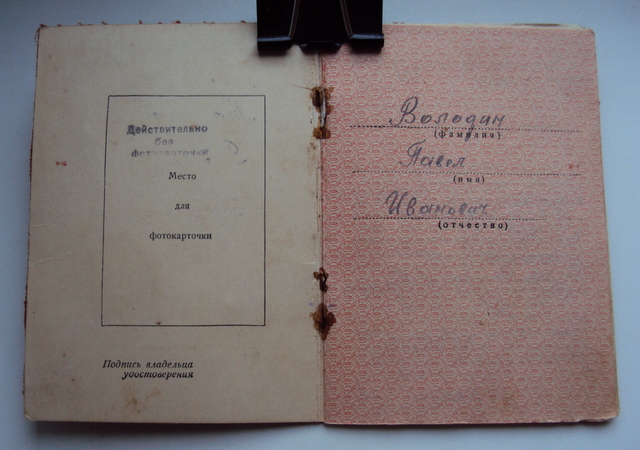 Действительно
без
фотокарточки
Место
для
фотокарточки
Подпись владельца
удостоверения
Володин
(фамилия)
Павел
(имя)
Иванович
(отчество)